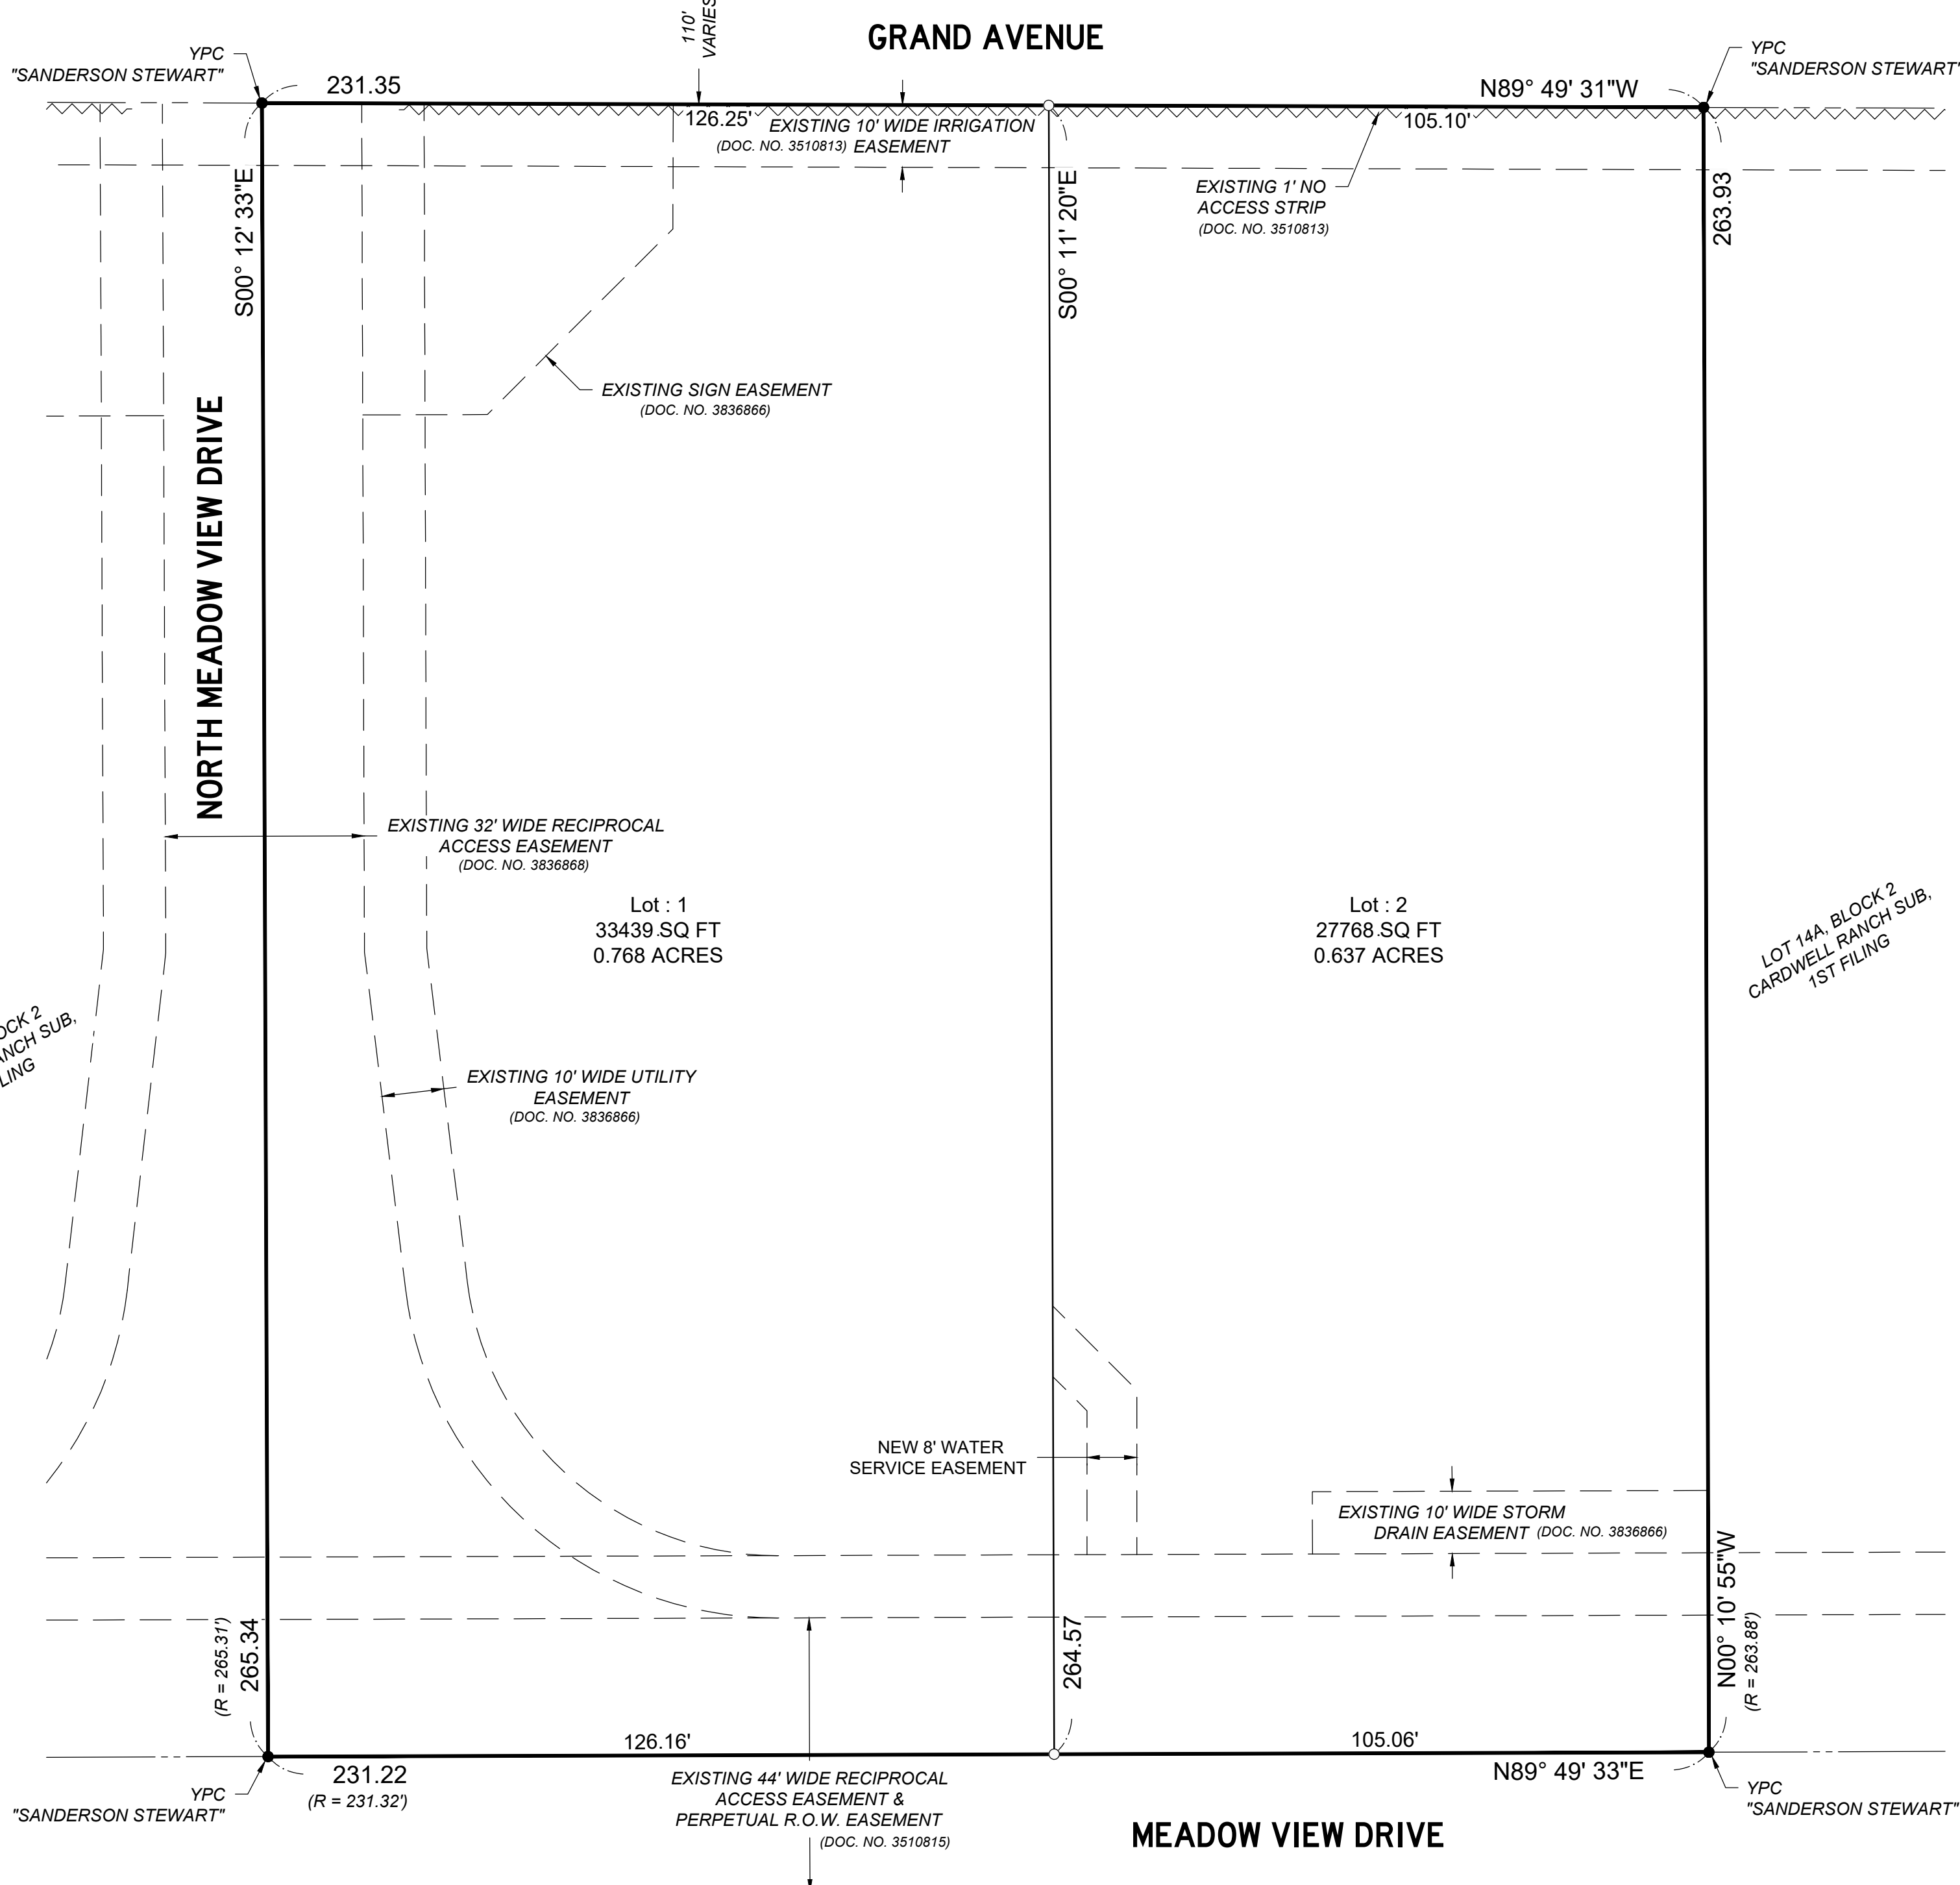 GRAND AVENUE
110'
VARIES
YPC
"SANDERSON STEWART"
YPC
"SANDERSON STEWART"
231.35
N89° 49' 31"W
126.25'
105.10'
EXISTING 10' WIDE IRRIGATION
(DOC. NO. 3510813) EASEMENT
EXISTING 1' NO
ACCESS STRIP
(DOC. NO. 3510813)
S00° 12' 33"E
S00° 11' 20"E
263.93
EXISTING SIGN EASEMENT
(DOC. NO. 3836866)
NORTH MEADOW VIEW DRIVE
EXISTING 32' WIDE RECIPROCAL
ACCESS EASEMENT
(DOC. NO. 3836868)
Lot : 1
33439 SQ FT
0.768 ACRES
Lot : 2
27768 SQ FT
0.637 ACRES
LOT 14A, BLOCK 2
CARDWELL RANCH SUB,
1ST FILING
OCK 2
ANCH SUB,
LING
EXISTING 10' WIDE UTILITY
EASEMENT
(DOC. NO. 3836866)
NEW 8' WATER
SERVICE EASEMENT
EXISTING 10' WIDE STORM
DRAIN EASEMENT (DOC. NO. 3836866)
(R = 265.31')
265.34
264.57
N00° 10' 55"W
(R = 263.88')
126.16'
105.06'
231.22
(R = 231.32')
N89° 49' 33"E
YPC
"SANDERSON STEWART"
YPC
"SANDERSON STEWART"
EXISTING 44' WIDE RECIPROCAL
ACCESS EASEMENT &
PERPETUAL R.O.W. EASEMENT
(DOC. NO. 3510815)
MEADOW VIEW DRIVE